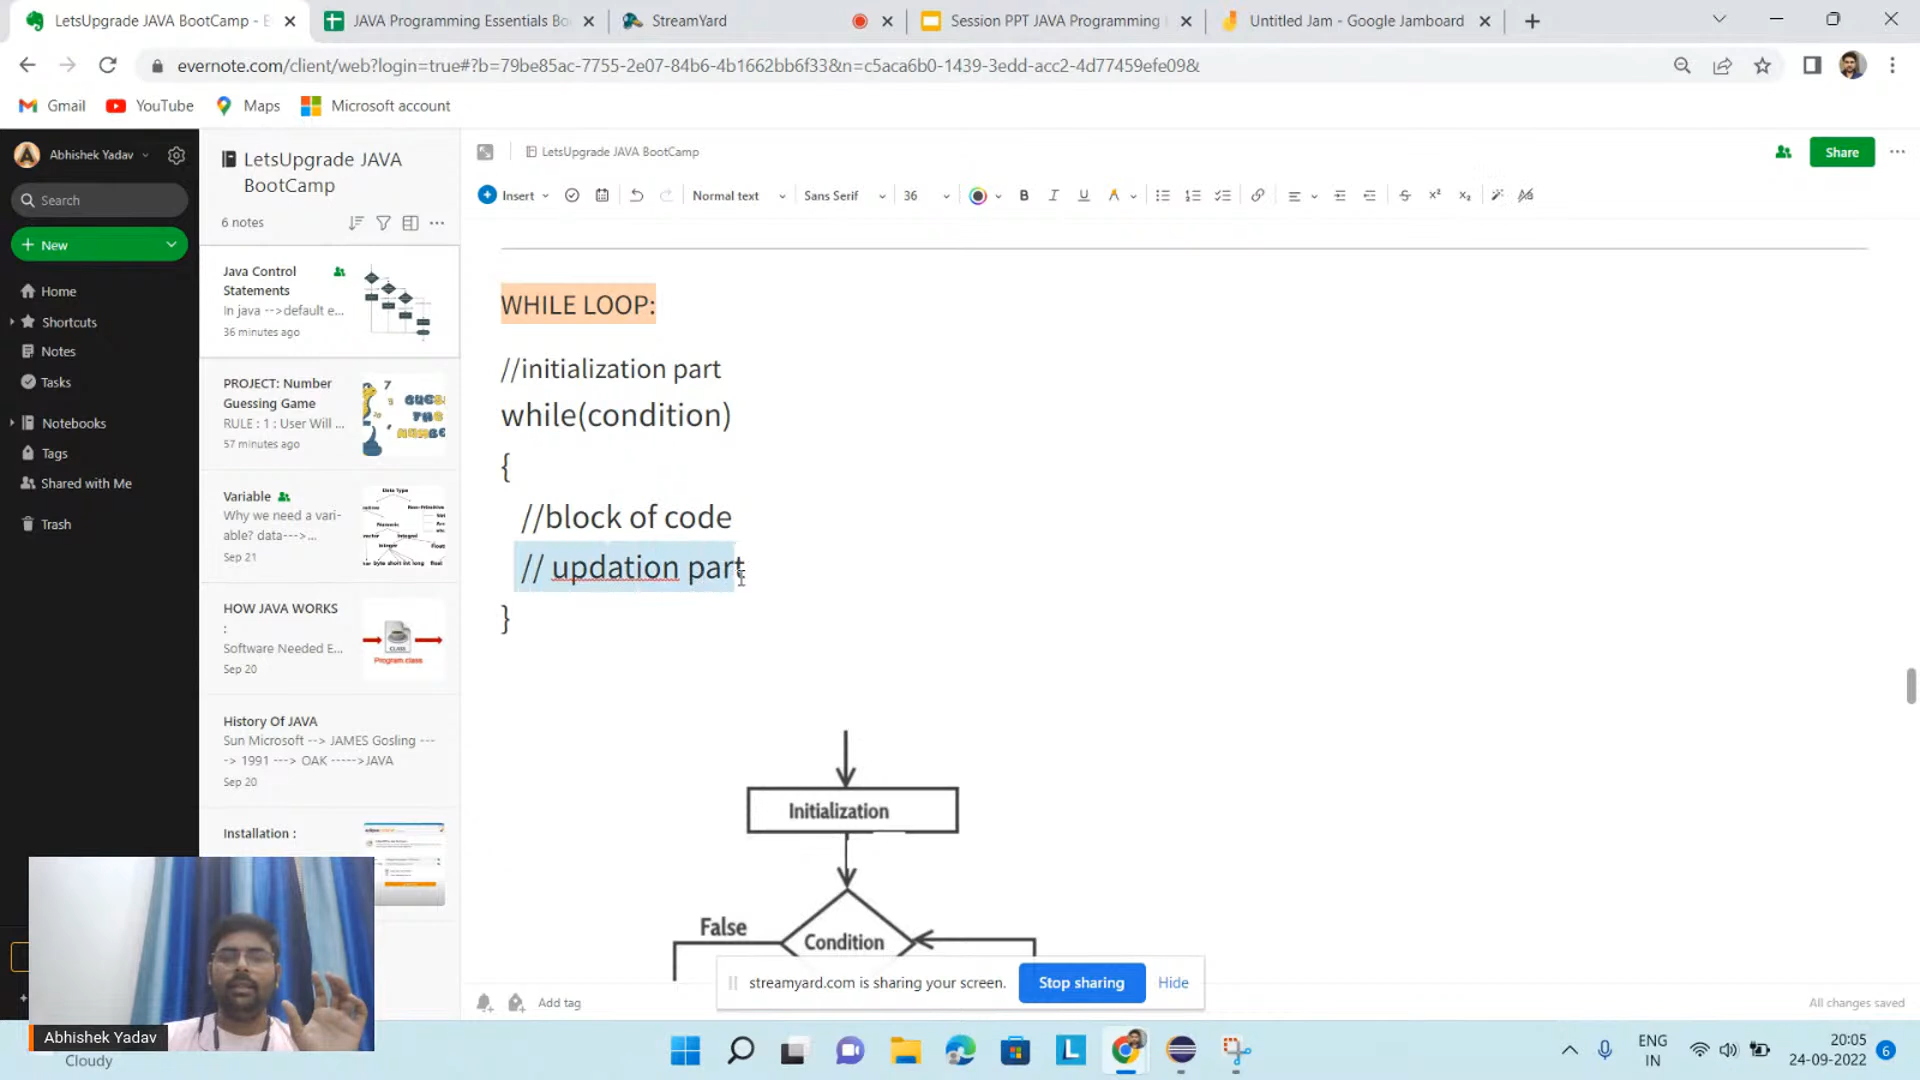 LetsUpgrade JAVA BootCamp - E
JAVA Programming Essentials Bo
StreamYard
Session PPT JAVA Programming
Untitled Jam - Google Jamboard
evernote.com/client/web?login=true#?b=79be85ac-7755-2e07-84b6-4b1662bb6f33&n=c5aca6b0-1439-3edd-acc2-4d77459efe09&
Gmail
YouTube
Maps
Microsoft account
Abhishek Yadav
Search
New
Home
Shortcuts
Notes
Tasks
Notebooks
Tags
Shared with Me
Trash
LetsUpgrade JAVA
BootCamp
6 notes
Java Control
Statements
In java -->default e...
36 minutes ago
PROJECT: Number
Guessing Game
RULE : 1 : User Will ...
57 minutes ago
Variable
Why we need a vari-
able? data--->...
Sep 21
HOW JAVA WORKS
:
Software Needed E...
Sep 20
Program class
History Of JAVA
Sun Microsoft --> JAMES Gosling ---
-> 1991 ---> OAK ----->JAVA
Sep 20
Installation :
LetsUpgrade JAVA BootCamp
Share
Insert
Normal text
Sans Serif
36
WHILE LOOP:
//initialization part
while(condition)
{
//block of code
// updation part
}
Initialization
False
Condition
streamyard.com is sharing your screen.
Stop sharing
Hide
Add tag
All changes saved
Abhishek Yadav
Cloudy
ENG
IN
20:05
24-09-2022
6